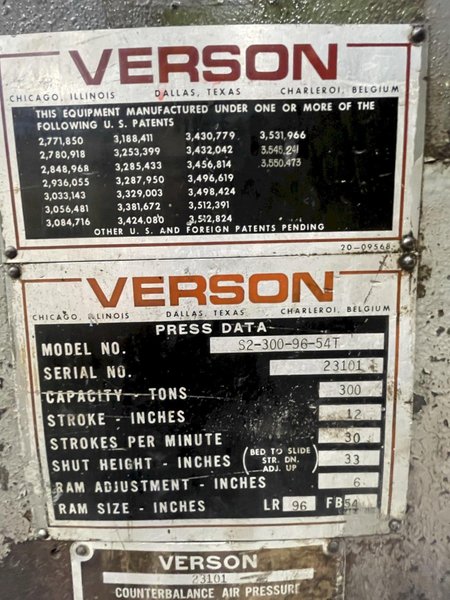 VERSON
CHICAGO, ILLINOIS DALLAS, TEXAS CHARLEROI, BELGIUM
THIS EQUIPMENT MANUFACTURED UNDER ONE OR MORE OF THE
FOLLOWING U. S. PATENTS
2,771,850 3,188,411 3,430,779 3,531,966
2,780,918 3,253,399 3,432,042 3,545,241
2,848,968 3,285,433 3,456,814 3,550,473
2,936,055 3,287,950 3,496,619
3,033,143 3,329,003 3,498,424
3,056,481 3,381,672 3,512,391
3,084,716 3,424,080 3,512,824
OTHER U. S. AND FOREIGN PATENTS PENDING
20-09568
VERSON
CHICAGO, ILLINOIS DALLAS, TEXAS CHARLEROI, BELGIUM
PRESS DATA
MODEL NO. S2-300-96-54T
SERIAL NO. 23101
CAPACITY - TONS 300
STROKE - INCHES 12
STROKES PER MINUTE 30
SHUT HEIGHT - INCHES (BED TO SLIDE STR. DN. ADJ. UP) 33
RAM ADJUSTMENT - INCHES 6
RAM SIZE - INCHES LR 96 FB 54
VERSON
23101
COUNTERBALANCE AIR PRESSURE